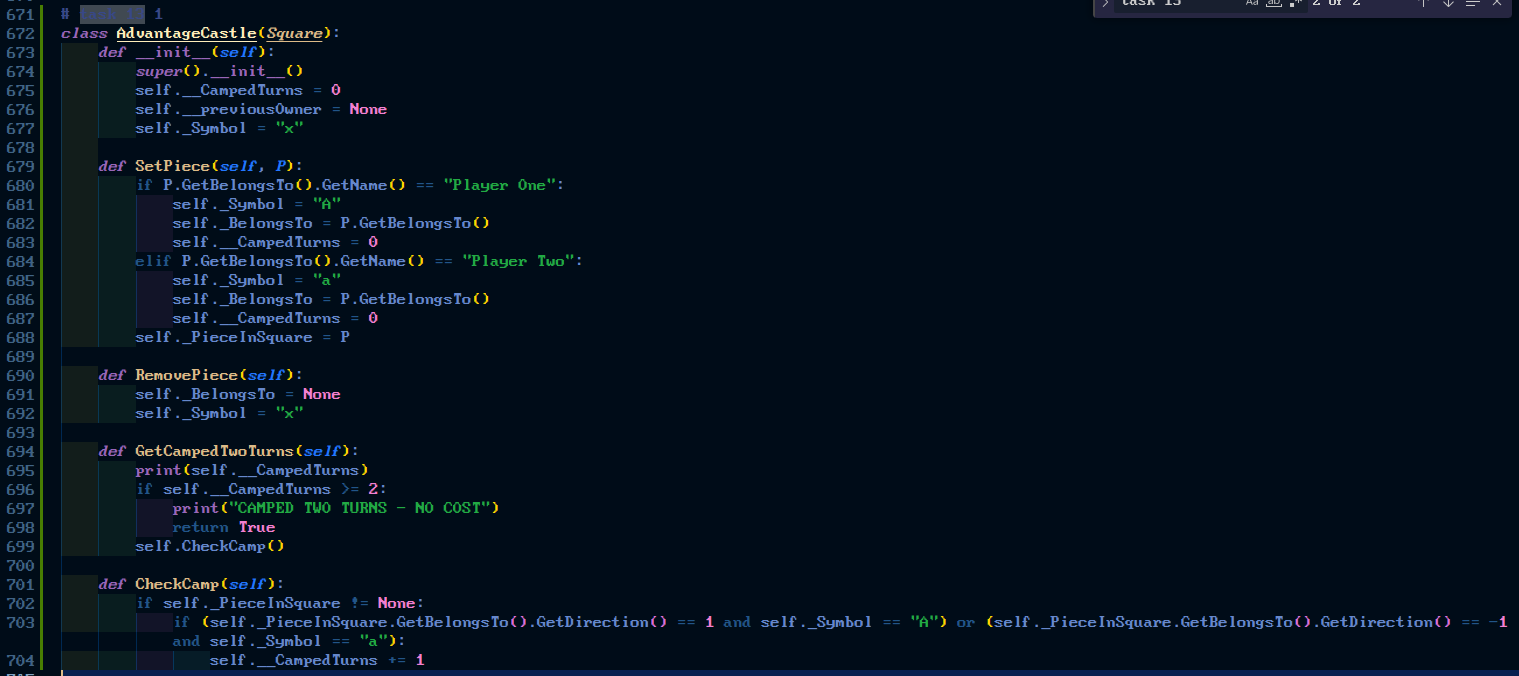 671 # task 13 1
task 13 Aa ab .* 2 of 2
672 class AdvantageCastle(Square):
673 def __init__(self):
674 super().__init__()
675 self.__CampedTurns = 0
676 self.__previousOwner = None
677 self._Symbol = "x"
678
679 def SetPiece(self, P):
680 if P.GetBelongsTo().GetName() == "Player One":
681 self._Symbol = "A"
682 self._BelongsTo = P.GetBelongsTo()
683 self.__CampedTurns = 0
684 elif P.GetBelongsTo().GetName() == "Player Two":
685 self._Symbol = "a"
686 self._BelongsTo = P.GetBelongsTo()
687 self.__CampedTurns = 0
688 self._PieceInSquare = P
689
690 def RemovePiece(self):
691 self._BelongsTo = None
692 self._Symbol = "x"
693
694 def GetCampedTwoTurns(self):
695 print(self.__CampedTurns)
696 if self.__CampedTurns >= 2:
697 print("CAMPED TWO TURNS - NO COST")
698 return True
699 self.CheckCamp()
700
701 def CheckCamp(self):
702 if self._PieceInSquare != None:
703 if (self._PieceInSquare.GetBelongsTo().GetDirection() == 1 and self._Symbol == "A") or (self._PieceInSquare.GetBelongsTo().GetDirection() == -1
and self._Symbol == "a"):
704 self.__CampedTurns += 1